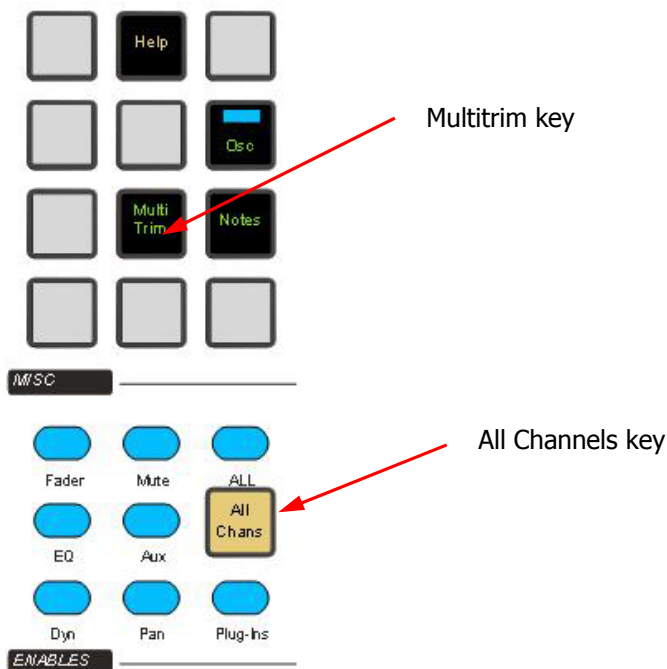 Help
Multitrim key
Osc
Multi
Trim
Notes
MISC
All Channels key
Fader
Mute
ALL
All
Chans
EQ
Aux
Dyn
Pan
Plug-Ins
ENABLES